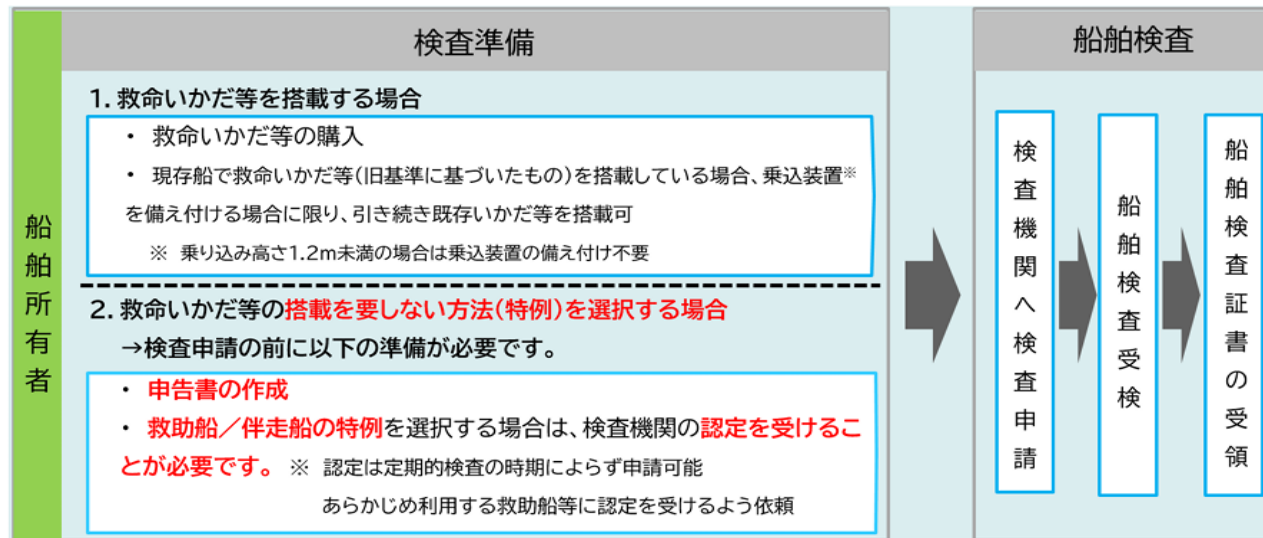 船舶所有者
検査準備
1. 救命いかだ等を搭載する場合
・ 救命いかだ等の購入
・ 現存船で救命いかだ等(旧基準に基づいたもの)を搭載している場合、乗込装置※
を備え付ける場合に限り、引き続き既存いかだ等を搭載可
※ 乗り込み高さ1.2m未満の場合は乗込装置の備え付け不要
2. 救命いかだ等の搭載を要しない方法(特例)を選択する場合
→検査申請の前に以下の準備が必要です。
・ 申告書の作成
・ 救助船/伴走船の特例を選択する場合は、検査機関の認定を受けるこ
とが必要です。 ※ 認定は定期的検査の時期によらず申請可能
あらかじめ利用する救助船等に認定を受けるよう依頼
船舶検査
検査機関へ検査申請
船舶検査受検
船舶検査証書の受領